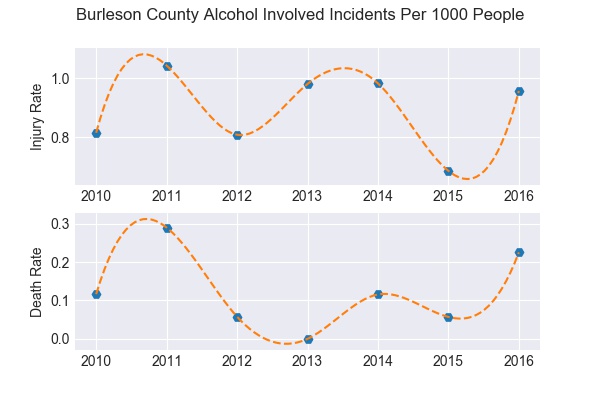 Burleson County Alcohol Involved Incidents Per 1000 People
Injury Rate
1.0
0.8
2010 2011 2012 2013 2014 2015 2016
Death Rate
0.3
0.2
0.1
0.0
2010 2011 2012 2013 2014 2015 2016